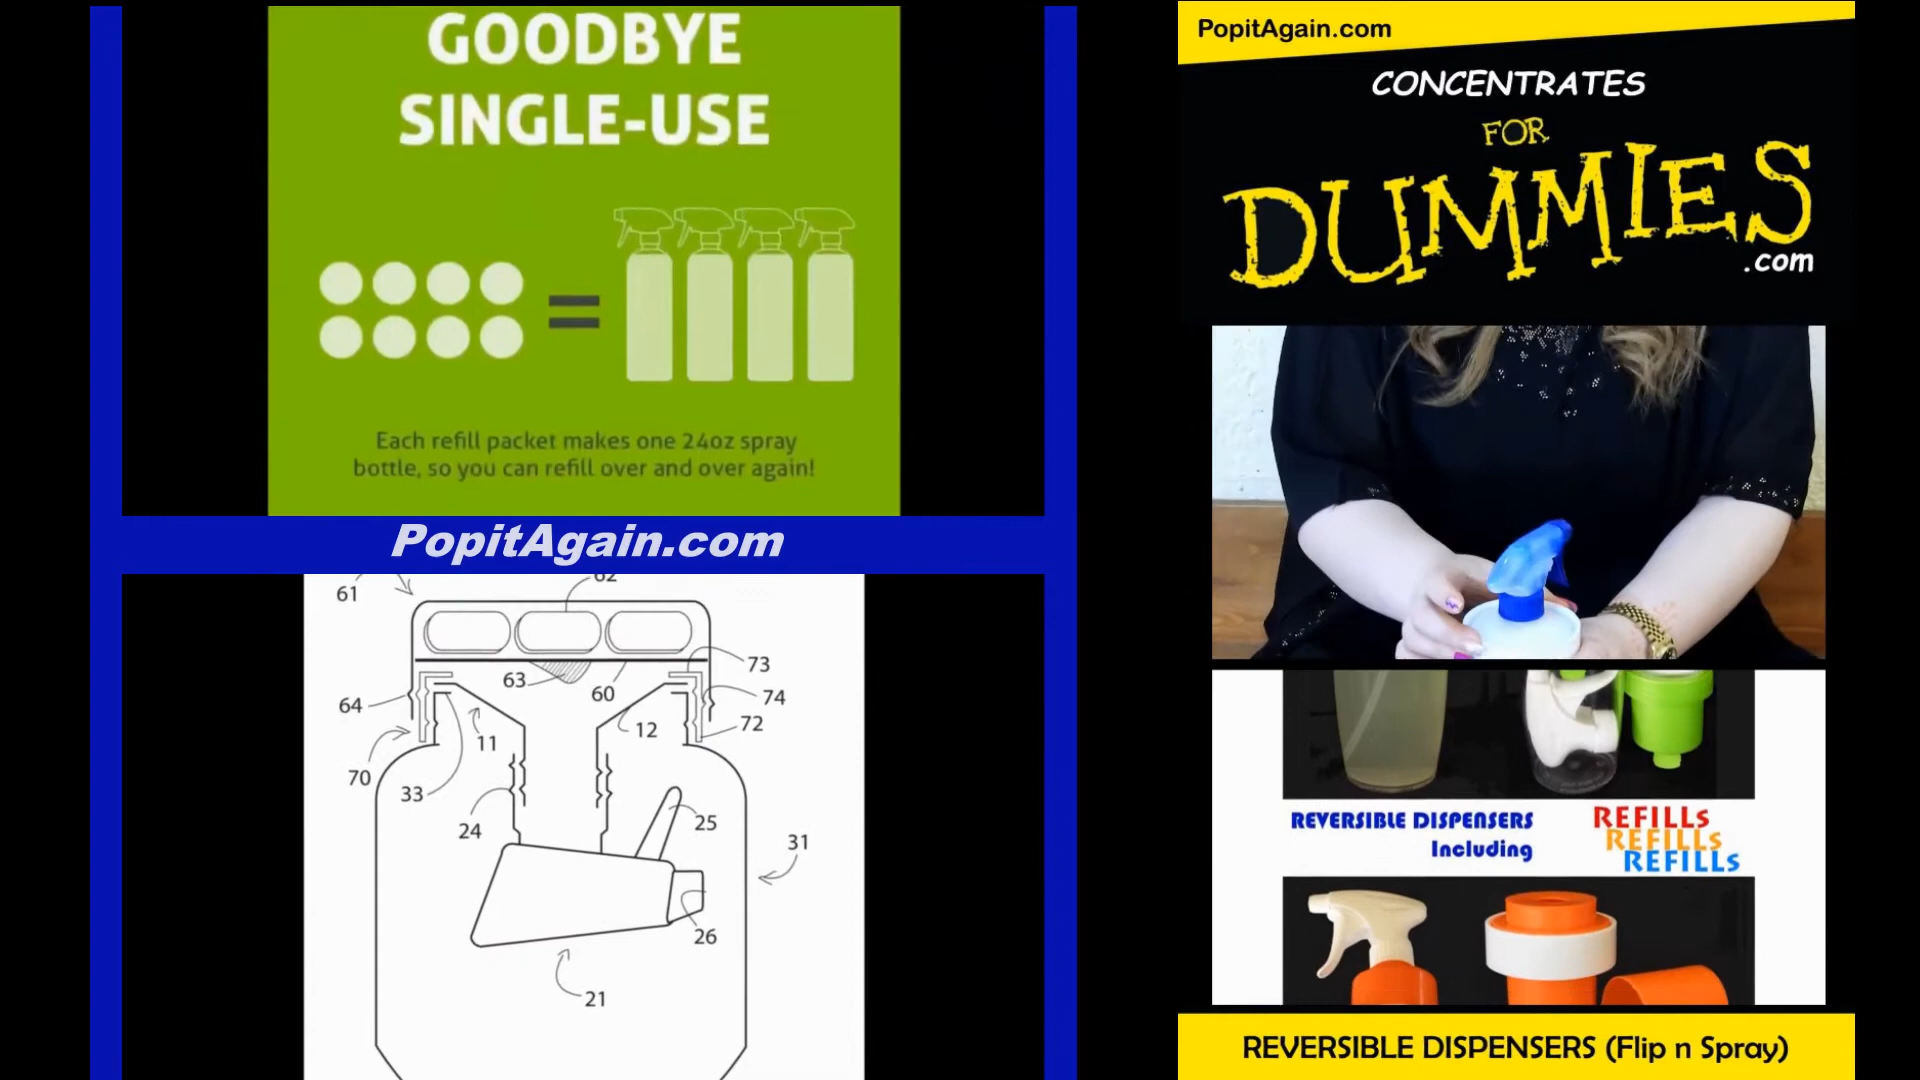 GOODBYE
SINGLE-USE
Each refill packet makes one 24oz spray
bottle, so you can refill over and over again!
PopitAgain.com
61
62
73
63
60
64
74
72
12
11
70
33
24
25
31
26
21
PopitAgain.com
CONCENTRATES
FOR
DUMMIES
.com
REVERSIBLE DISPENSERS
Including
REFILLs
REFILLs
REFILLs
REVERSIBLE DISPENSERS (Flip n Spray)